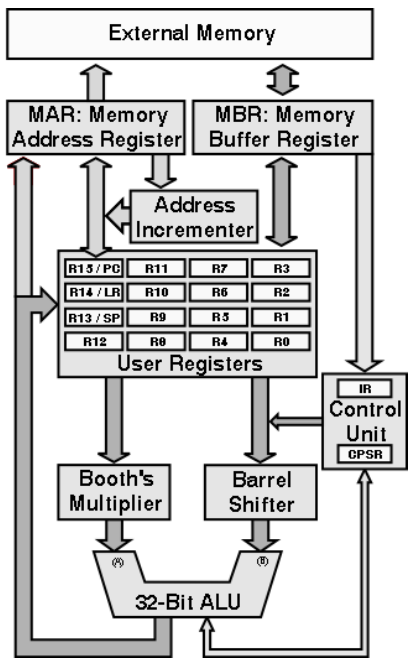 External Memory
MAR: Memory
Address Register
MBR: Memory
Buffer Register
Address
Incrementer
R15 / PC R11 R7 R3
R14 / LR R10 R6 R2
R13 / SP R9 R5 R1
R12 R8 R4 R0
User Registers
IR
Control
Unit
CPSR
Booth's
Multiplier
Barrel
Shifter
(A) (B)
32-Bit ALU